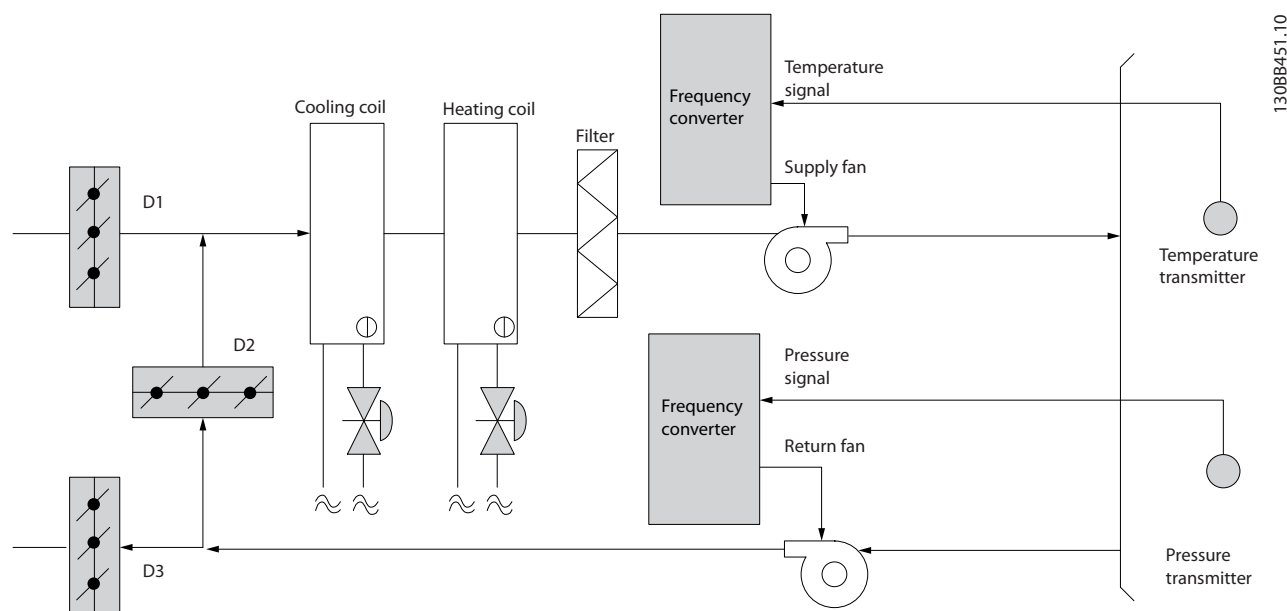 130BB451.10
Temperature
signal
Frequency
converter
Cooling coil
Heating coil
Filter
Supply fan
D1
Temperature
transmitter
D2
Pressure
signal
Frequency
converter
Return fan
D3
Pressure
transmitter